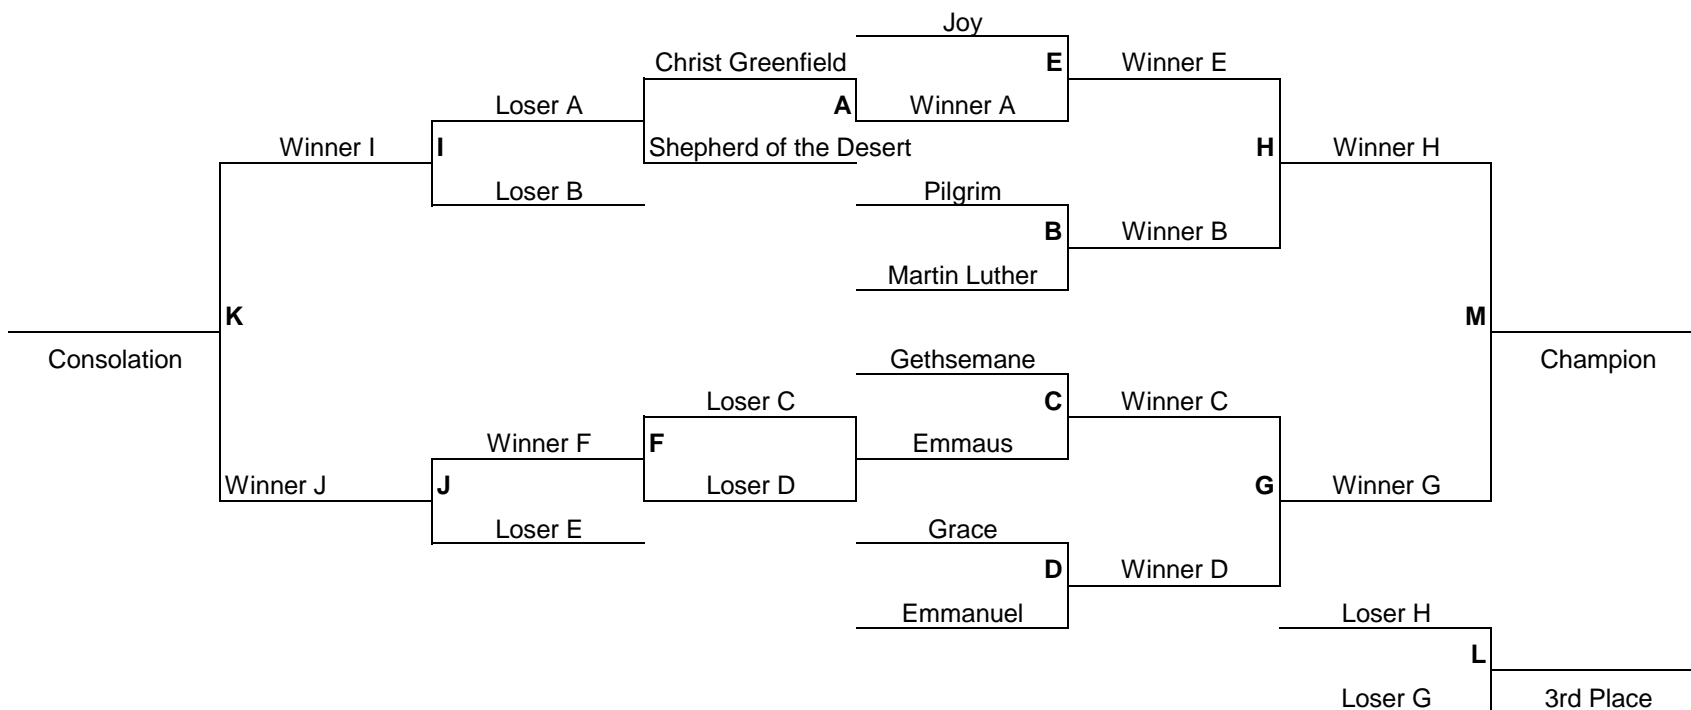 Joy
Christ Greenfield
E
Winner E
Loser A
A
Winner A
Winner I
I
Shepherd of the Desert
H
Winner H
Loser B
Pilgrim
B
Winner B
Martin Luther
K
M
Consolation
Gethsemane
Champion
Loser C
C
Winner C
Winner F
F
Emmaus
Winner J
J
Loser D
G
Winner G
Loser E
Grace
D
Winner D
Emmanuel
Loser H
L
Loser G
3rd Place